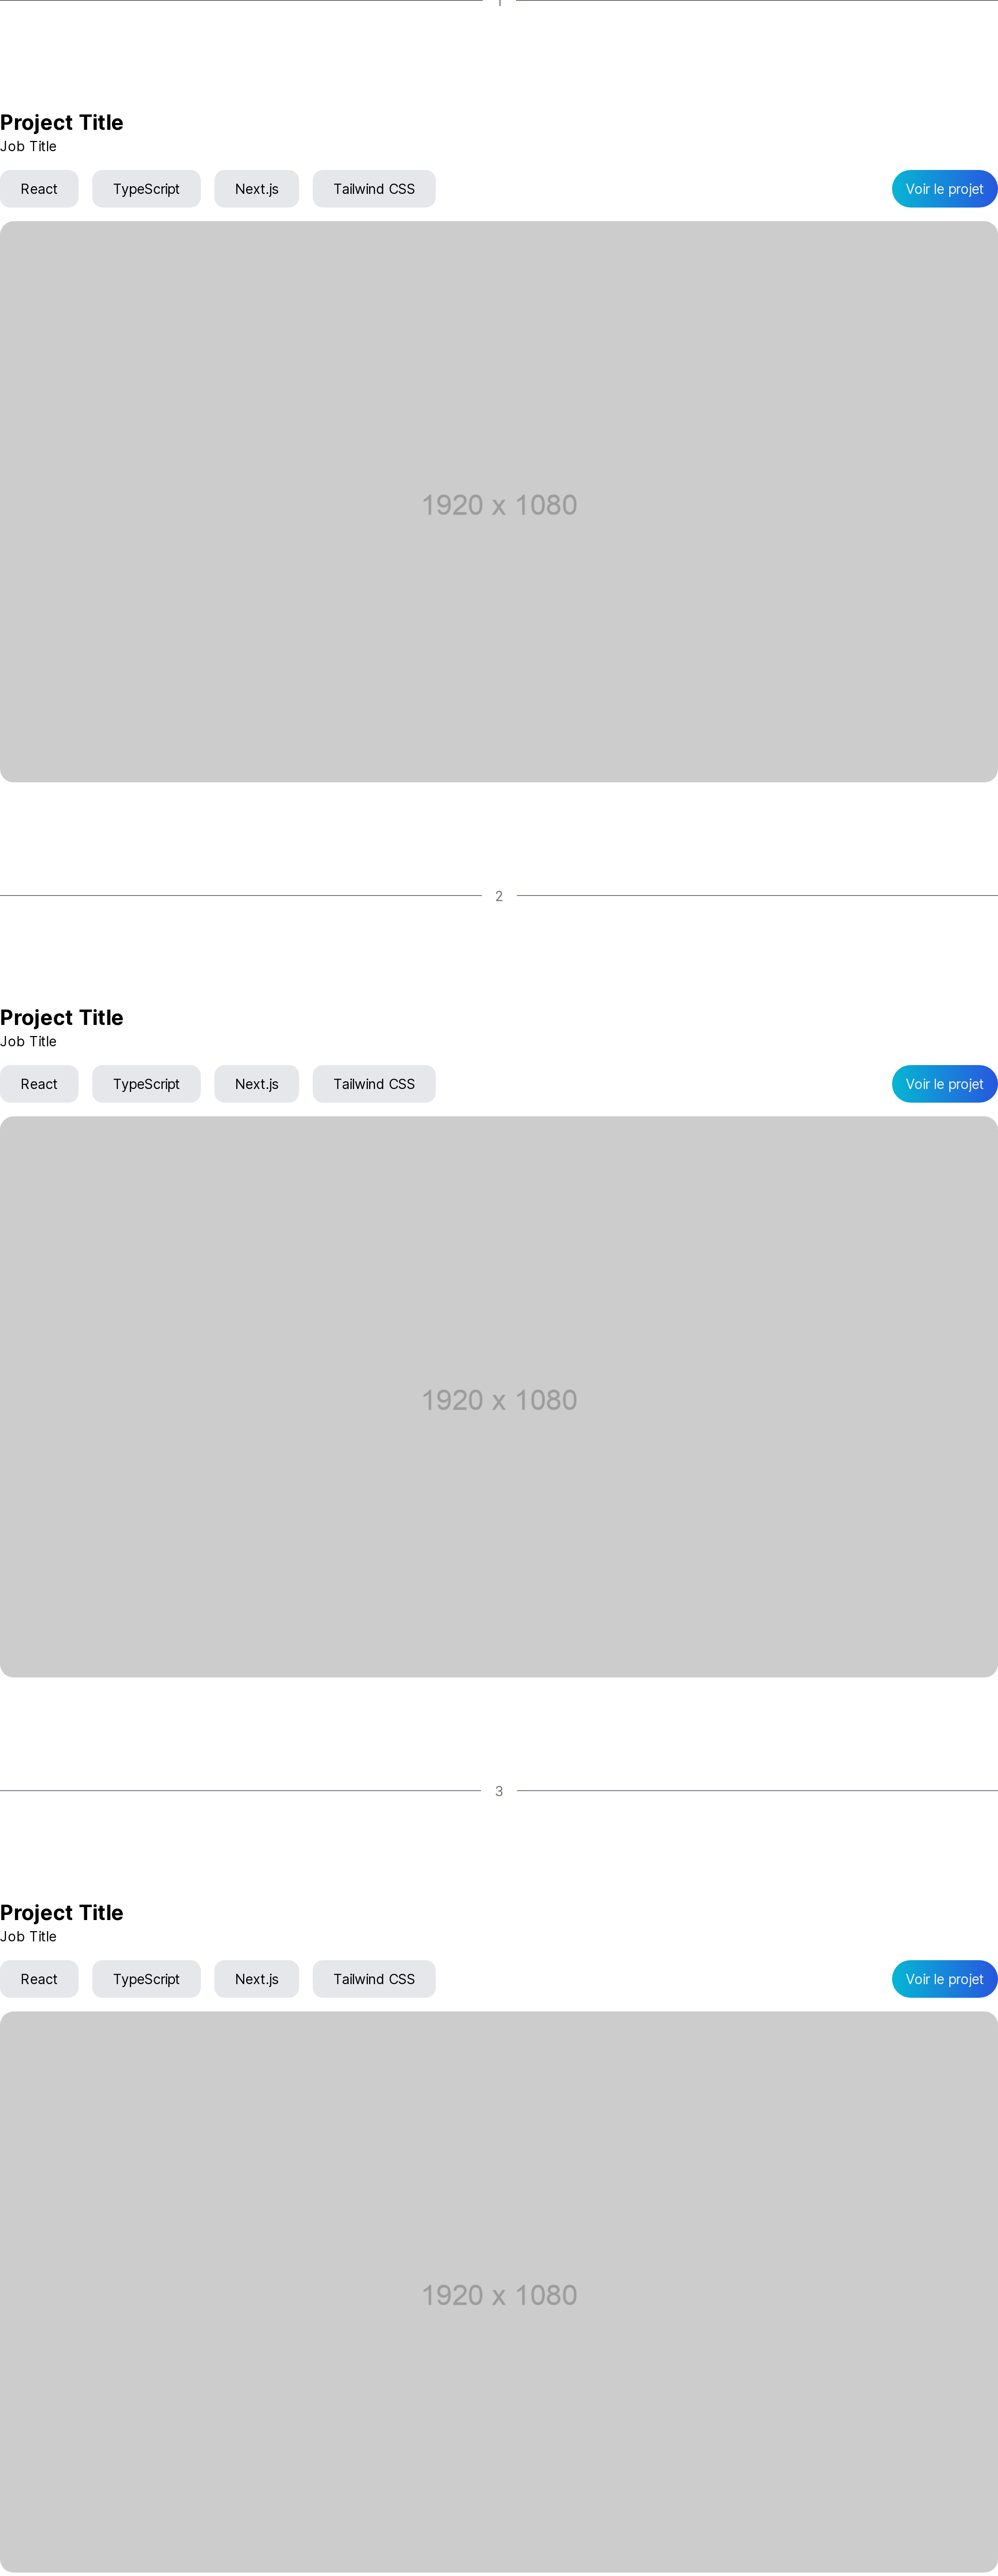 Project Title
Job Title
React TypeScript Next.js Tailwind CSS Voir le projet
1920 x 1080
2
Project Title
Job Title
React TypeScript Next.js Tailwind CSS Voir le projet
1920 x 1080
3
Project Title
Job Title
React TypeScript Next.js Tailwind CSS Voir le projet
1920 x 1080